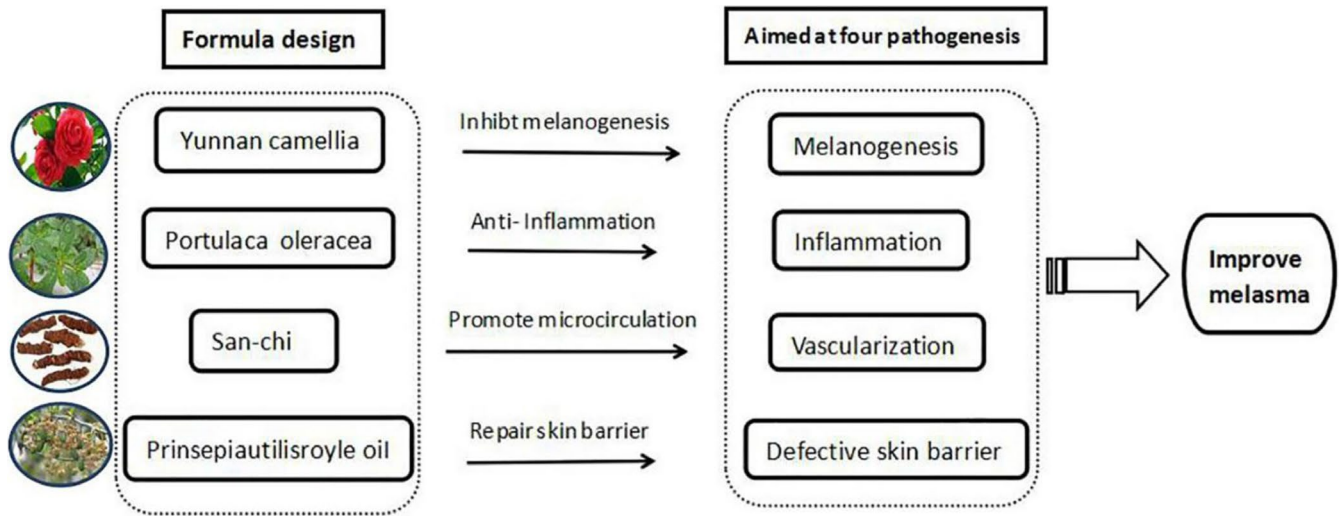 Formula design
Aimed at four pathogenesis
Yunnan camellia
Inhibt melanogenesis
Melanogenesis
Portulaca oleracea
Anti- Inflammation
Inflammation
Improve
melasma
San-chi
Promote microcirculation
Vascularization
Prinsepiautilisroyle oil
Repair skin barrier
Defective skin barrier